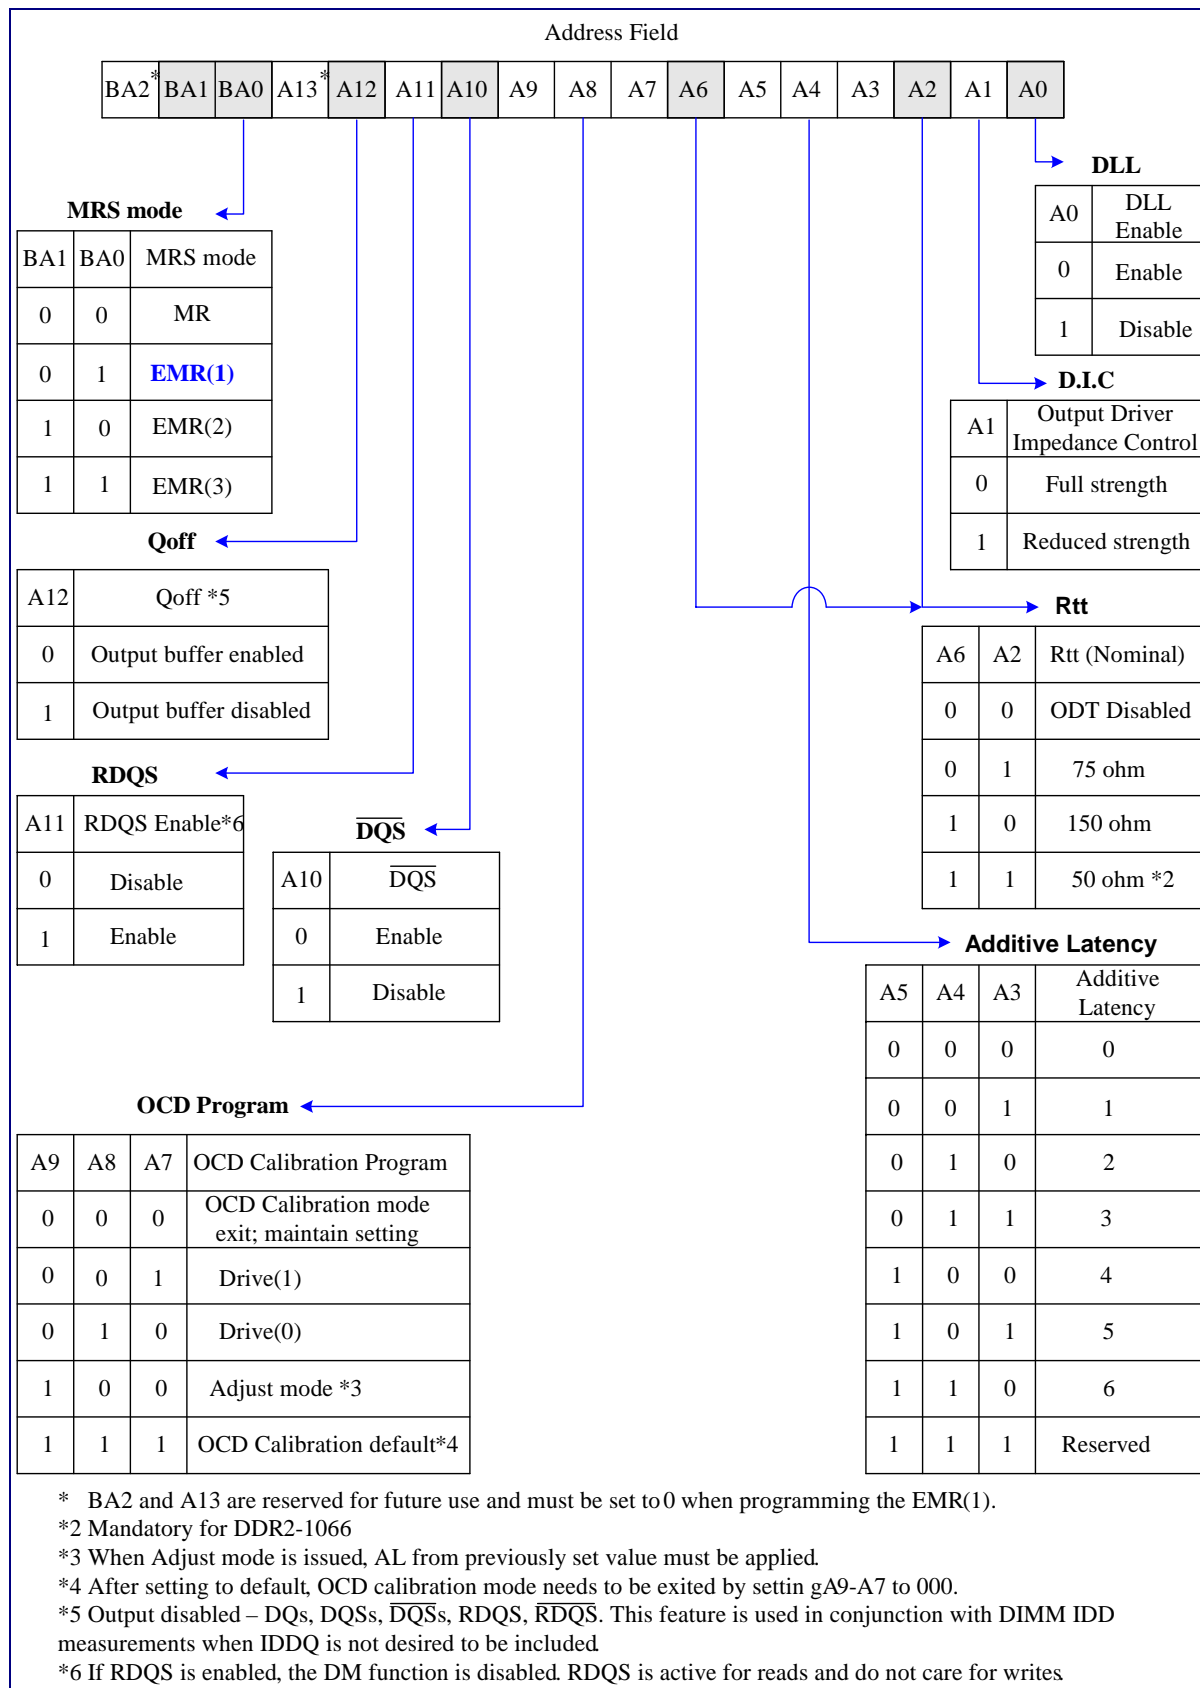 Address Field
BA2* BA1 BA0 A13* A12 A11 A10 A9 A8 A7 A6 A5 A4 A3 A2 A1 A0
DLL
A0 DLL Enable
0 Enable
1 Disable
MRS mode
BA1 BA0 MRS mode
0 0 MR
0 1 EMR(1)
1 0 EMR(2)
1 1 EMR(3)
D.I.C
A1 Output Driver Impedance Control
0 Full strength
1 Reduced strength
Qoff
A12 Qoff *5
0 Output buffer enabled
1 Output buffer disabled
Rtt
A6 A2 Rtt (Nominal)
0 0 ODT Disabled
0 1 75 ohm
1 0 150 ohm
1 1 50 ohm *2
RDQS
A11 RDQS Enable*6
0 Disable
1 Enable
D̅Q̅S̅
A10 D̅Q̅S̅
0 Enable
1 Disable
Additive Latency
A5 A4 A3 Additive Latency
0 0 0 0
0 0 1 1
0 1 0 2
0 1 1 3
1 0 0 4
1 0 1 5
1 1 0 6
1 1 1 Reserved
OCD Program
A9 A8 A7 OCD Calibration Program
0 0 0 OCD Calibration mode exit; maintain setting
0 0 1 Drive(1)
0 1 0 Drive(0)
1 0 0 Adjust mode *3
1 1 1 OCD Calibration default*4
* BA2 and A13 are reserved for future use and must be set to 0 when programming the EMR(1).
*2 Mandatory for DDR2-1066
*3 When Adjust mode is issued, AL from previously set value must be applied.
*4 After setting to default, OCD calibration mode needs to be exited by settin gA9-A7 to 000.
*5 Output disabled – DQs, DQSs, D̅Q̅S̅s, RDQS, R̅D̅Q̅S̅. This feature is used in conjunction with DIMM IDD
measurements when IDDQ is not desired to be included.
*6 If RDQS is enabled, the DM function is disabled. RDQS is active for reads and do not care for writes.